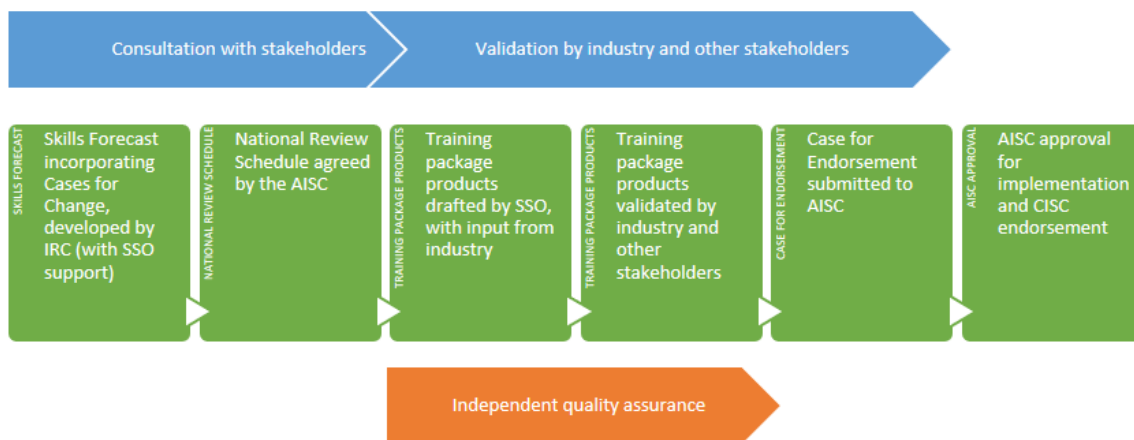 Consultation with stakeholders
Validation by industry and other stakeholders
SKILLS FORECAST
Skills Forecast
incorporating
Cases for
Change,
developed by
IRC (with SSO
support)
NATIONAL REVIEW SCHEDULE
National Review
Schedule agreed
by the AISC
TRAINING PACKAGE PRODUCTS
Training
package
products
drafted by SSO,
with input from
industry
TRAINING PACKAGE PRODUCTS
Training
package
products
validated by
industry and
other
stakeholders
CASE FOR ENDORSEMENT
Case for
Endorsement
submitted to
AISC
AISC APPROVAL
AISC approval
for
implementation
and CISC
endorsement
Independent quality assurance